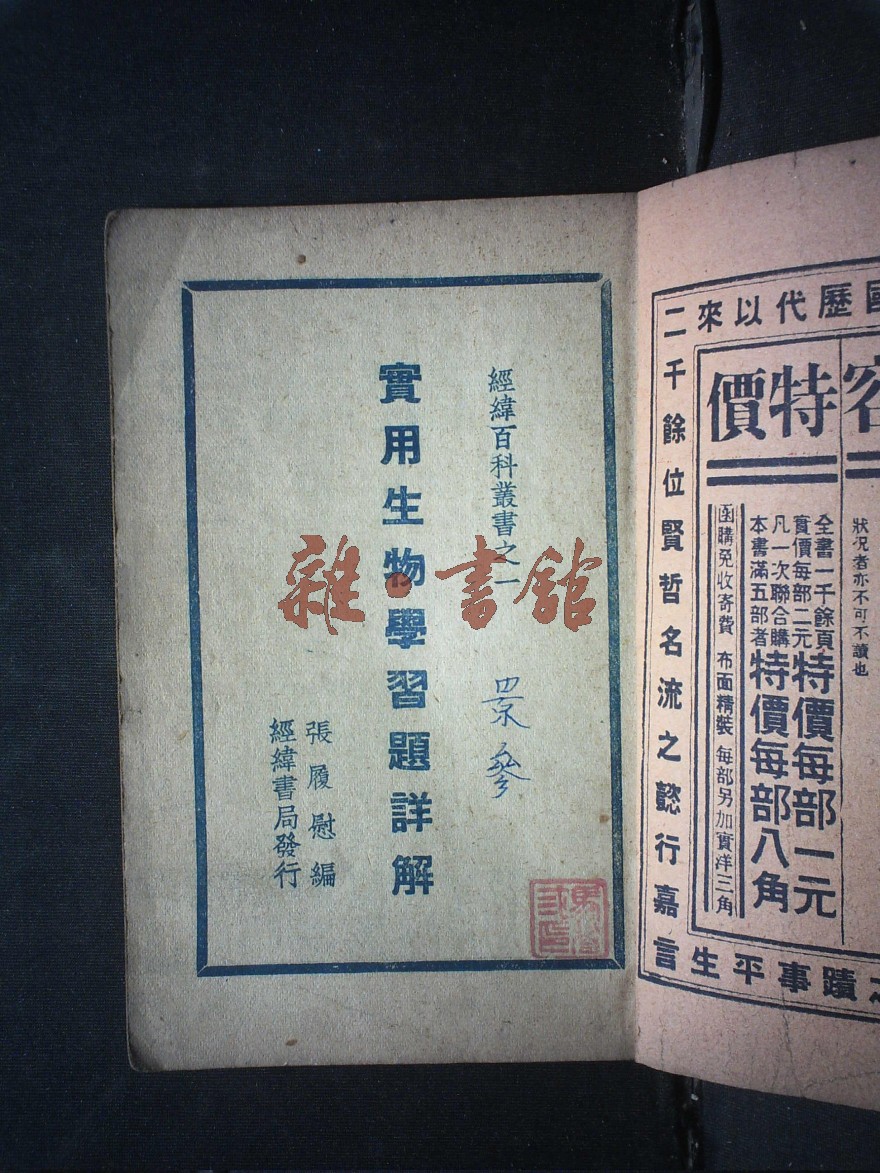 經緯百科叢書之一
實用生物學習題詳解
張履慰編
經緯書局發行
雜·書館
國歷代以來二千餘位賢哲名流之懿行嘉言
生平事蹟
特價
狀況者亦不可不讀也
全書一千餘頁
實價每部二元特價每部一元
凡一次聯合購
本書滿五部者特價每部八角
函購免收寄費 布面精裝 每部另加實洋三角